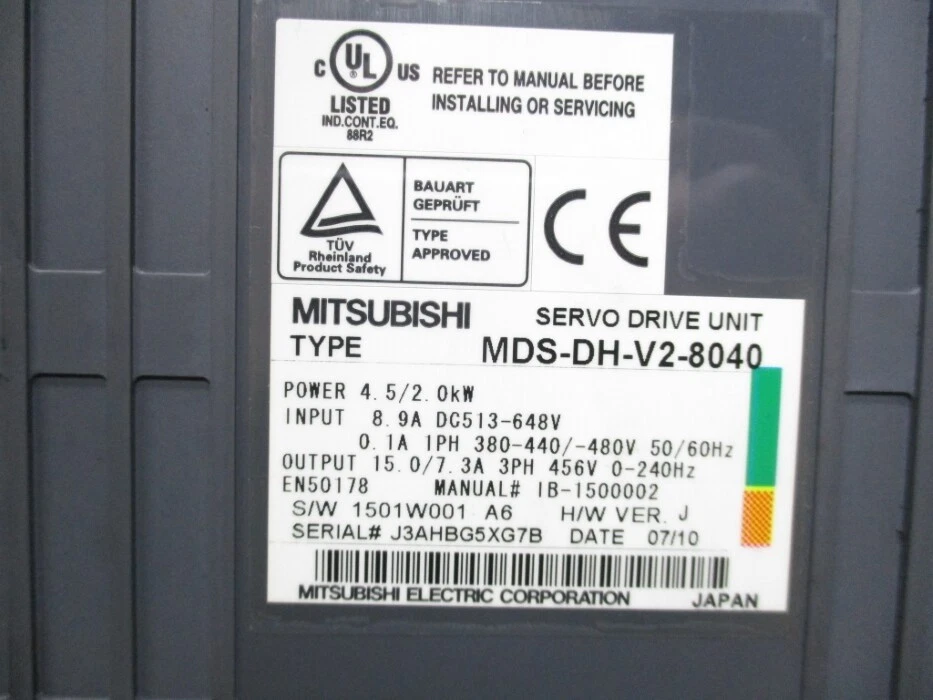 C UL® US
LISTED
IND.CONT.EQ.
88R2
REFER TO MANUAL BEFORE
INSTALLING OR SERVICING
TÜV
Rheinland
Product Safety
BAUART
GEPRÜFT
TYPE
APPROVED
CE
MITSUBISHI SERVO DRIVE UNIT
TYPE MDS-DH-V2-8040
POWER 4.5/2.0kW
INPUT 8.9A DC513-648V
0.1A 1PH 380-440/-480V 50/60Hz
OUTPUT 15.0/7.3A 3PH 456V 0-240Hz
EN50178 MANUAL# IB-1500002
S/W 1501W001 A6 H/W VER. J
SERIAL# J3AHBG5XG7B DATE 07/10
MITSUBISHI ELECTRIC CORPORATION JAPAN